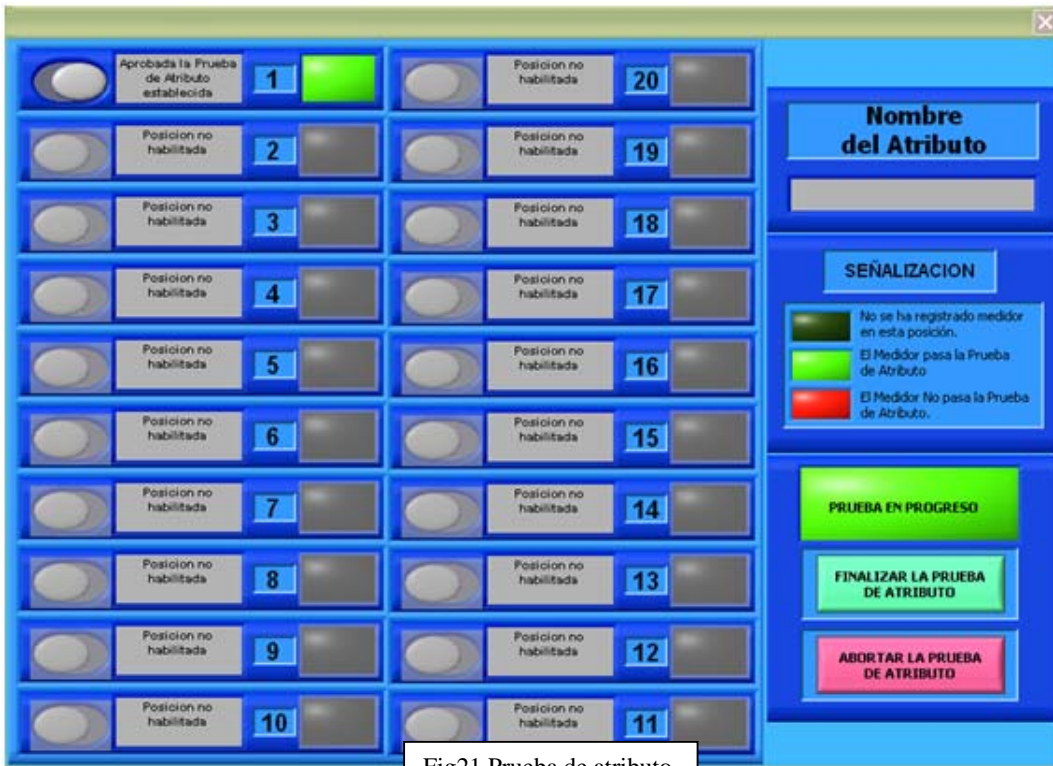 Aprobada la Prueba
de Atributo
establecida
1
Posicion no
habilitada
2
Posicion no
habilitada
3
Posicion no
habilitada
4
Posicion no
habilitada
5
Posicion no
habilitada
6
Posicion no
habilitada
7
Posicion no
habilitada
8
Posicion no
habilitada
9
Posicion no
habilitada
10
Posicion no
habilitada
20
Posicion no
habilitada
19
Posicion no
habilitada
18
Posicion no
habilitada
17
Posicion no
habilitada
16
Posicion no
habilitada
15
Posicion no
habilitada
14
Posicion no
habilitada
13
Posicion no
habilitada
12
Posicion no
habilitada
11
Nombre
del Atributo
SEÑALIZACION
No se ha registrado medidor
en esta posición.
El Medidor pasa la Prueba
de Atributo
El Medidor No pasa la Prueba
de Atributo.
PRUEBA EN PROGRESO
FINALIZAR LA PRUEBA
DE ATRIBUTO
ABORTAR LA PRUEBA
DE ATRIBUTO
Fig21 Prueba de atributo